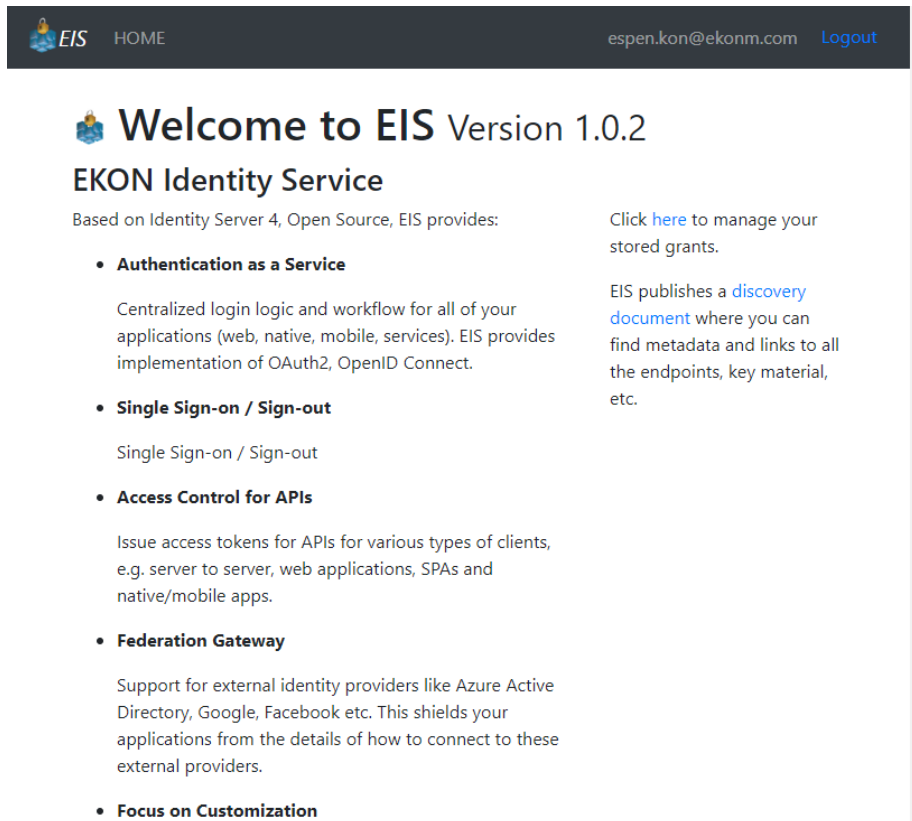 EIS HOME espen.kon@ekonm.com Logout
Welcome to EIS Version 1.0.2
EKON Identity Service
Based on Identity Server 4, Open Source, EIS provides:
• Authentication as a Service
Centralized login logic and workflow for all of your
applications (web, native, mobile, services). EIS provides
implementation of OAuth2, OpenID Connect.
• Single Sign-on / Sign-out
Single Sign-on / Sign-out
• Access Control for APIs
Issue access tokens for APIs for various types of clients,
e.g. server to server, web applications, SPAs and
native/mobile apps.
• Federation Gateway
Support for external identity providers like Azure Active
Directory, Google, Facebook etc. This shields your
applications from the details of how to connect to these
external providers.
• Focus on Customization
Click here to manage your
stored grants.
EIS publishes a discovery
document where you can
find metadata and links to all
the endpoints, key material,
etc.